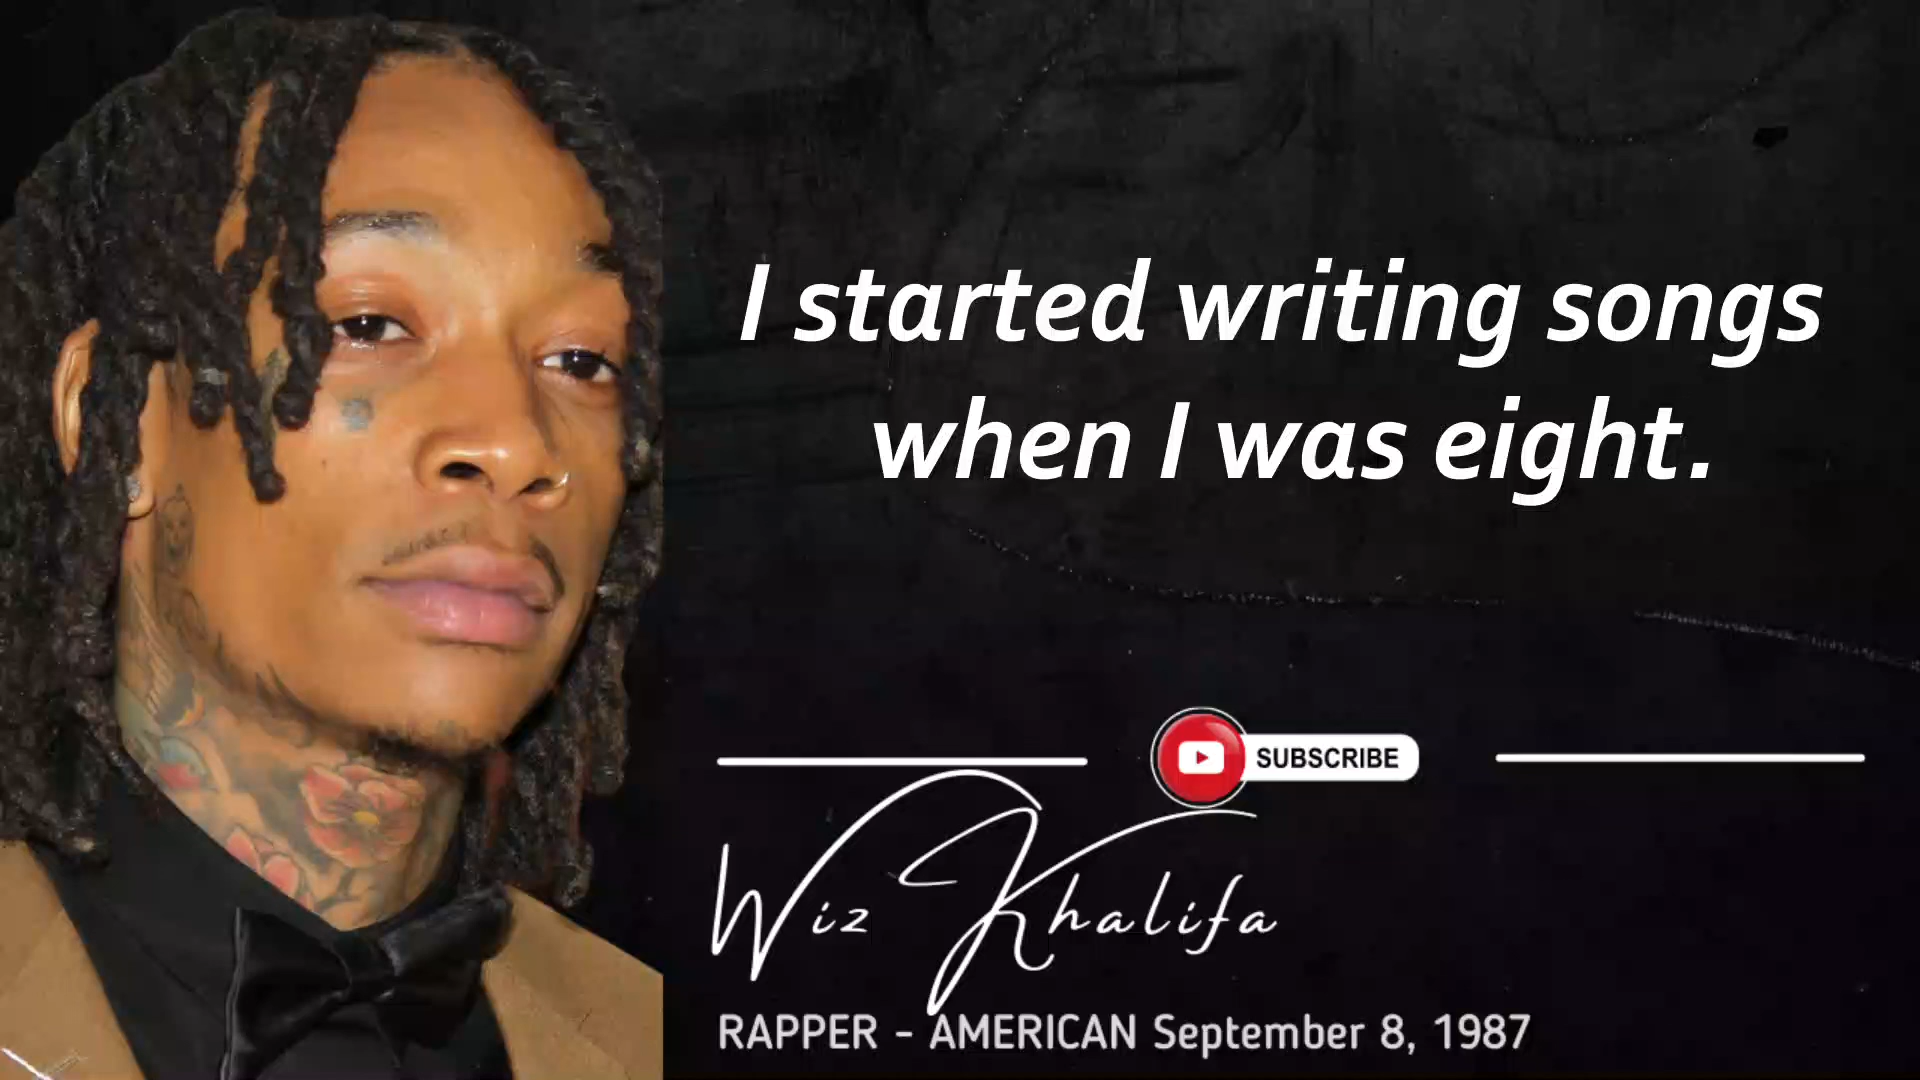 I started writing songs
when I was eight.
SUBSCRIBE
Wiz Khalifa
RAPPER - AMERICAN September 8, 1987